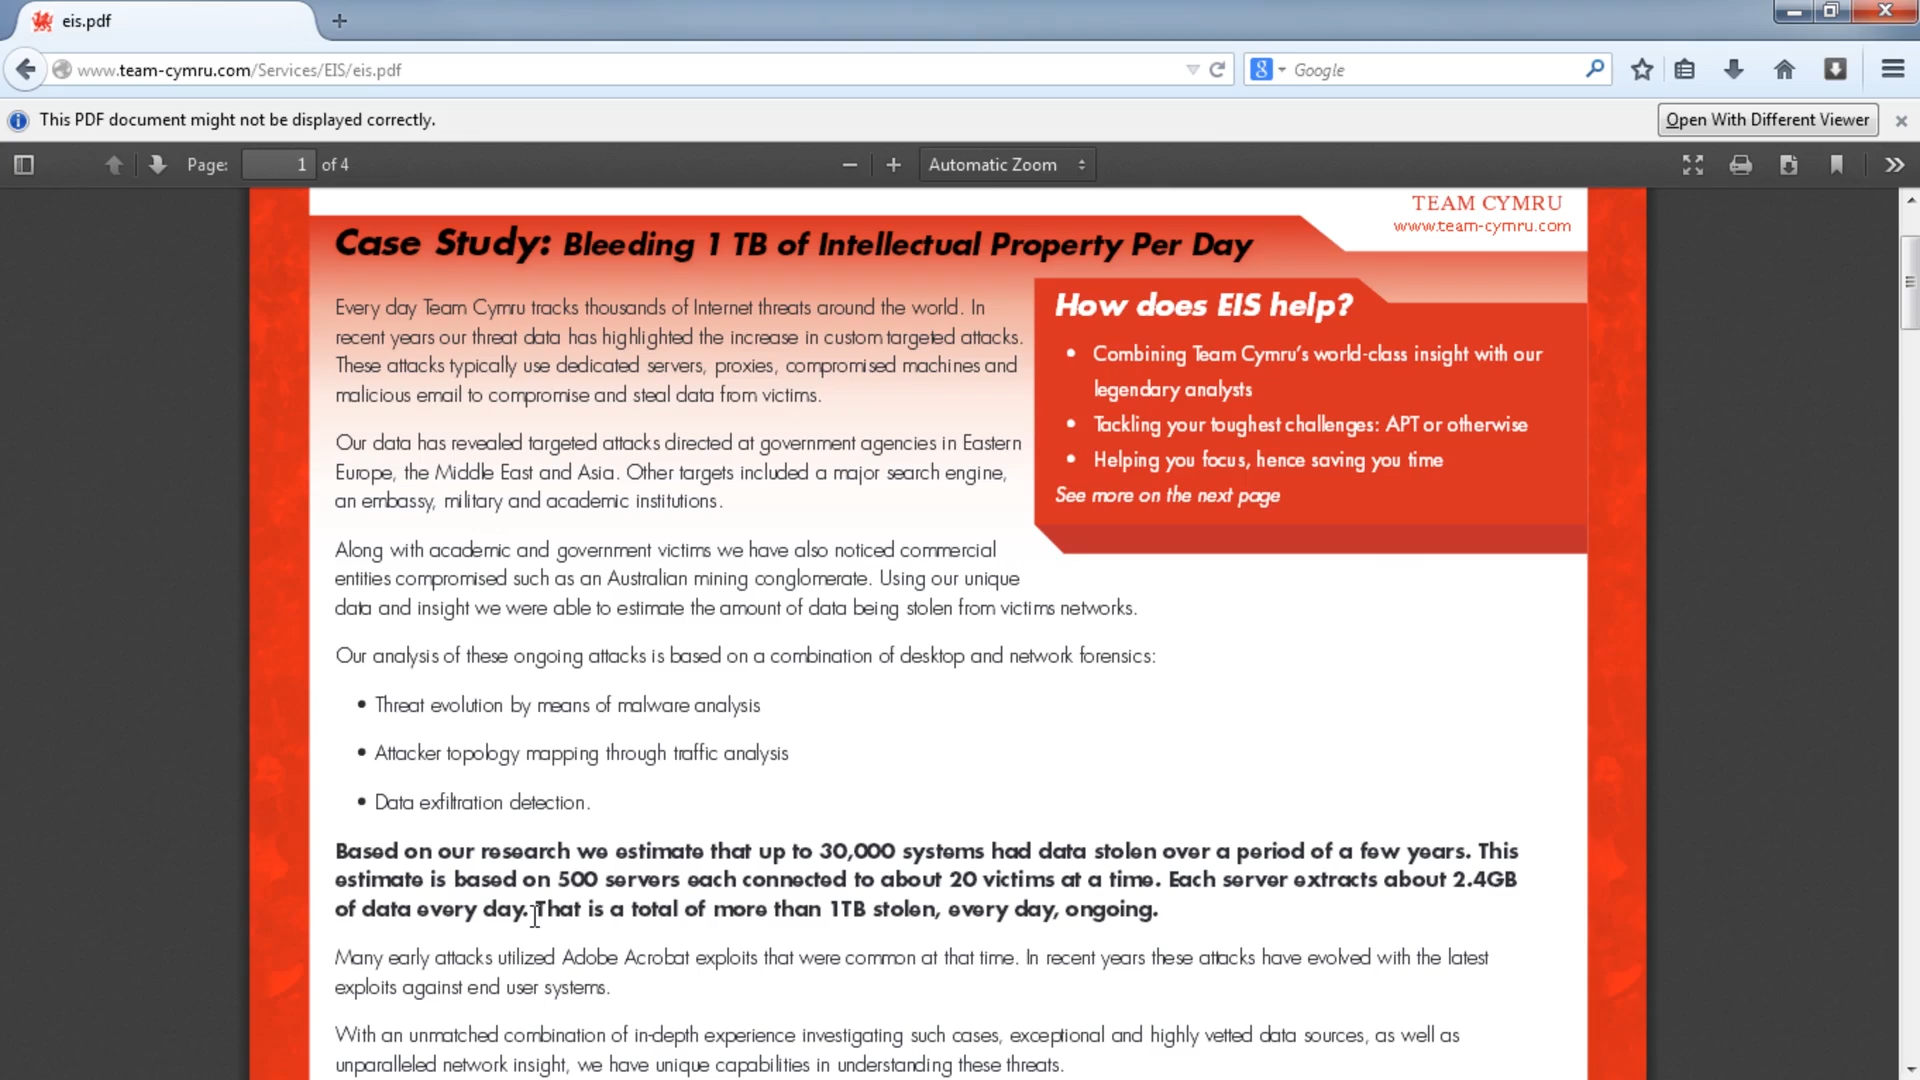 eis.pdf
www.team-cymru.com/Services/EIS/eis.pdf
Google
This PDF document might not be displayed correctly.
Open With Different Viewer
Page: 1 of 4
Automatic Zoom
TEAM CYMRU
www.team-cymru.com
Case Study: Bleeding 1 TB of Intellectual Property Per Day
Every day Team Cymru tracks thousands of Internet threats around the world. In
recent years our threat data has highlighted the increase in custom targeted attacks.
These attacks typically use dedicated servers, proxies, compromised machines and
malicious email to compromise and steal data from victims.
Our data has revealed targeted attacks directed at government agencies in Eastern
Europe, the Middle East and Asia. Other targets included a major search engine,
an embassy, military and academic institutions.
Along with academic and government victims we have also noticed commercial
entities compromised such as an Australian mining conglomerate. Using our unique
data and insight we were able to estimate the amount of data being stolen from victims networks.
How does EIS help?
• Combining Team Cymru's world-class insight with our
legendary analysts
• Tackling your toughest challenges: APT or otherwise
• Helping you focus, hence saving you time
See more on the next page
Our analysis of these ongoing attacks is based on a combination of desktop and network forensics:
• Threat evolution by means of malware analysis
• Attacker topology mapping through traffic analysis
• Data exfiltration detection.
Based on our research we estimate that up to 30,000 systems had data stolen over a period of a few years. This
estimate is based on 500 servers each connected to about 20 victims at a time. Each server extracts about 2.4GB
of data every day. That is a total of more than 1TB stolen, every day, ongoing.
Many early attacks utilized Adobe Acrobat exploits that were common at that time. In recent years these attacks have evolved with the latest
exploits against end user systems.
With an unmatched combination of in-depth experience investigating such cases, exceptional and highly vetted data sources, as well as
unparalleled network insight, we have unique capabilities in understanding these threats.